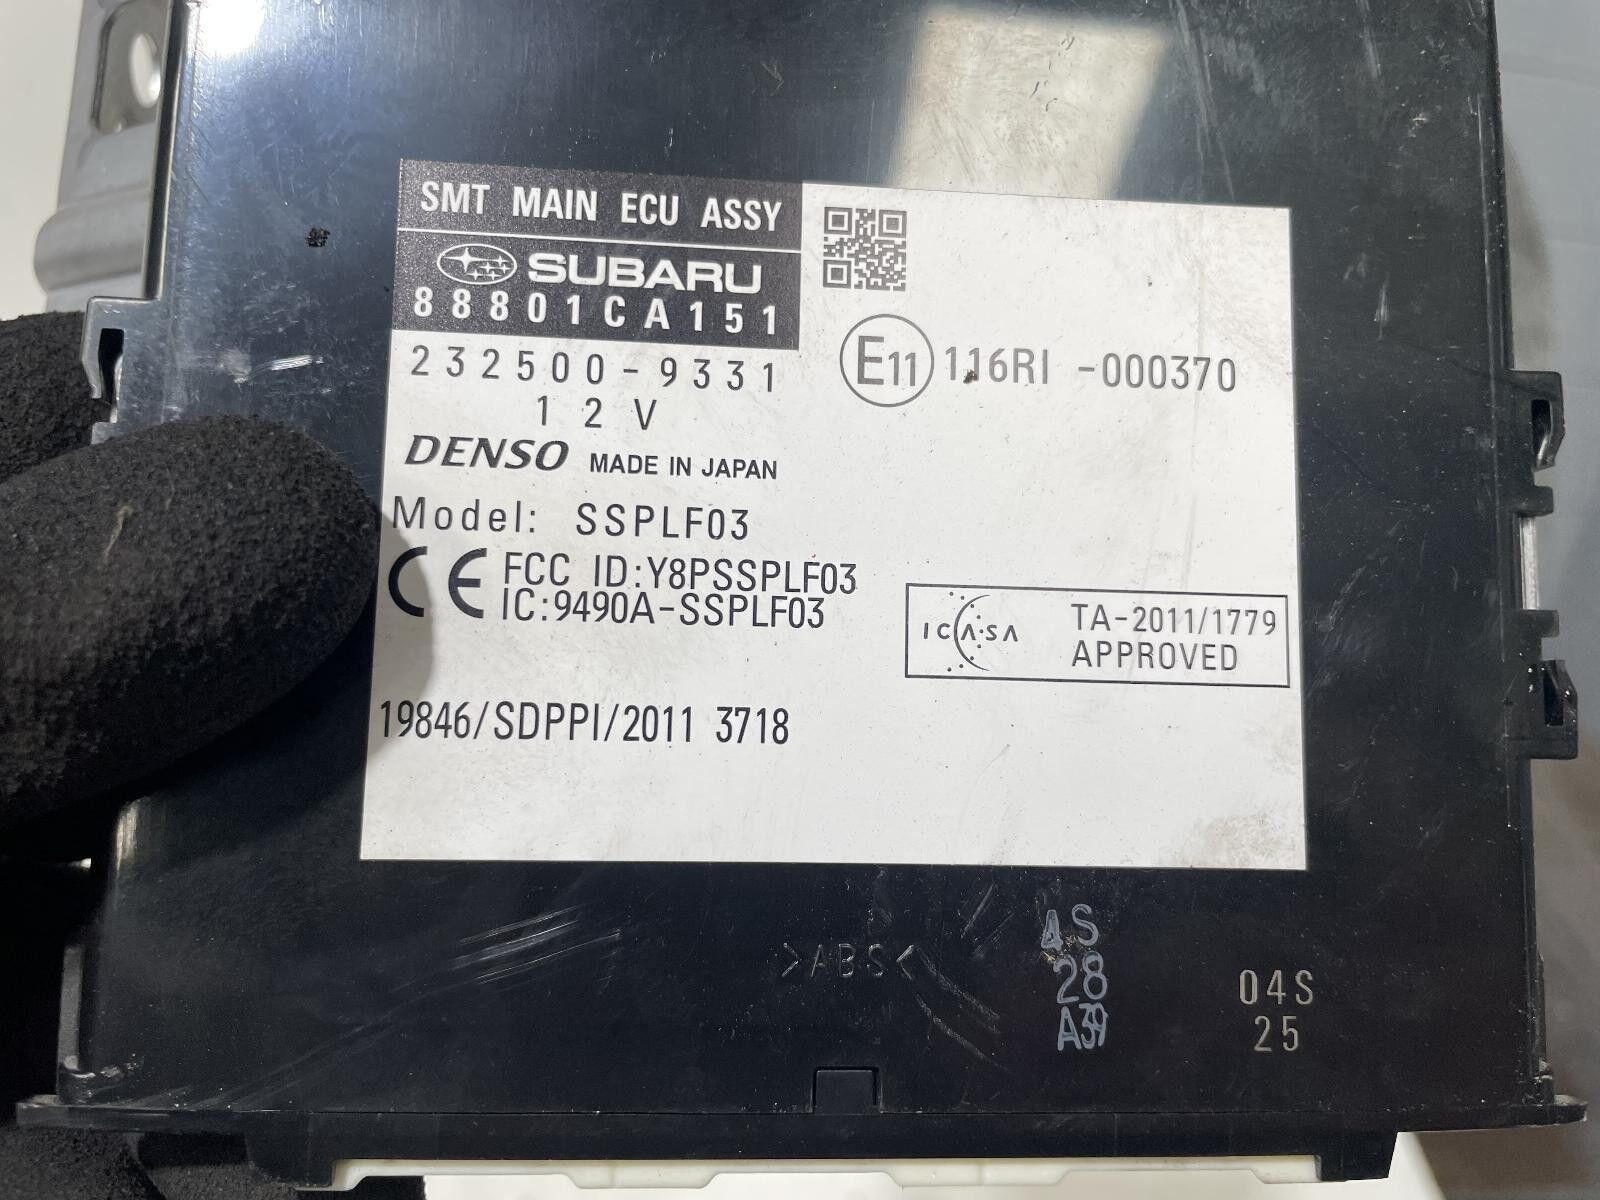 SMT MAIN ECU ASSY
SUBARU
88801CA151
232500-9331
12V
DENSO MADE IN JAPAN
Model: SSPLF03
CE FCC ID:Y8PSSPLF03
IC:9490A-SSPLF03
19846/SDPPI/2011 3718
E11 116RI -000370
ICASA TA-2011/1779
APPROVED
>ABS<
4S
28
A39
04S
25